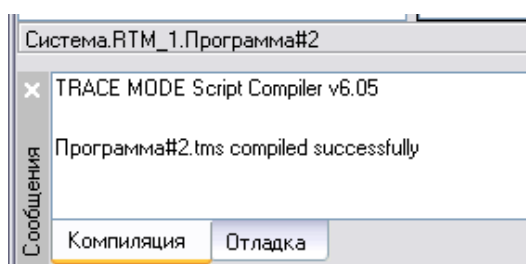 Система.RTM_1.Программа#2
TRACE MODE Script Compiler v6.05
Программа#2.tms compiled successfully
Сообщения
Компиляция
Отладка